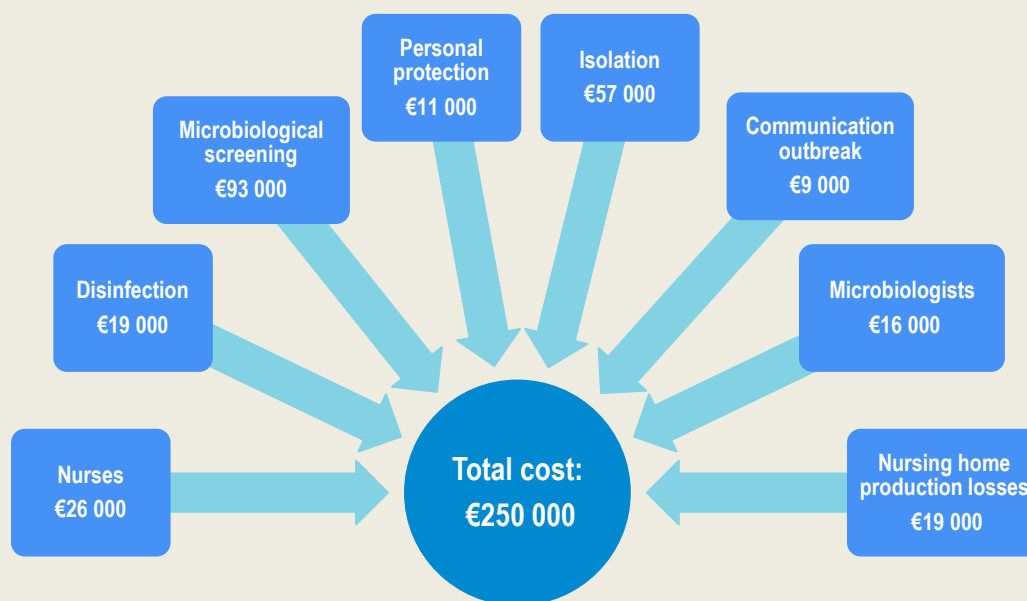 Personal
protection
€11 000
Isolation
€57 000
Microbiological
screening
€93 000
Communication
outbreak
€9 000
Disinfection
€19 000
Microbiologists
€16 000
Nurses
€26 000
Total cost:
€250 000
Nursing home
production losses
€19 000